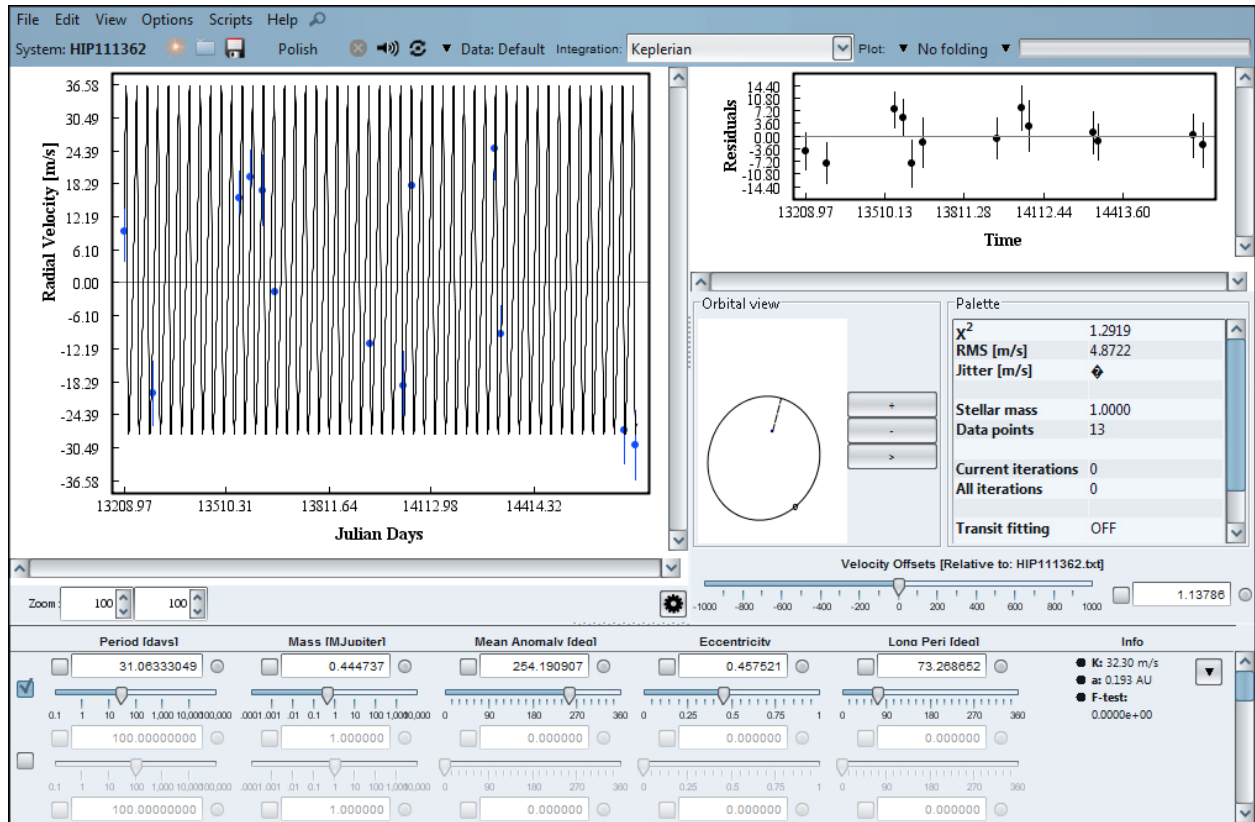 File Edit View Options Scripts Help
System: HIP111362 Polish Data: Default Integration: Keplerian Plot: No folding
36.58
30.49
24.39
18.29
12.19
6.10
0.00
-6.10
-12.19
-18.29
-24.39
-30.49
-36.58
Radial Velocity [m/s]
13208.97 13510.31 13811.64 14112.98 14414.32
Julian Days
14.40
10.80
7.20
3.60
0.00
-3.60
-7.20
-10.80
-14.40
Residuals
13208.97 13510.13 13811.28 14112.44 14413.60
Time
Orbital view
+
-
>
Palette
X2 1.2919
RMS [m/s] 4.8722
Jitter [m/s] �
Stellar mass 1.0000
Data points 13
Current iterations 0
All iterations 0
Transit fitting OFF
Velocity Offsets [Relative to: HIP111362.txt]
-1000 -800 -600 -400 -200 0 200 400 600 800 1000
1.13786
Zoom: 100 100
Period [days] Mass [MJupiter] Mean Anomaly [deg] Eccentricity Long Peri [deg] Info
31.06333049 0.444737 254.190907 0.457521 73.268652
K: 32.30 m/s
a: 0.193 AU
F-test:
0.0000e+00
0.1 1 10 100 1,000 10,000 100,000 .0001 .001 .01 0.1 1 10 100 1,000 0 90 180 270 360 0 0.25 0.5 0.75 1 0 90 180 270 360
100.00000000 1.000000 0.000000 0.000000 0.000000
0.1 1 10 100 1,000 10,000 100,000 .0001 .001 .01 0.1 1 10 100 1,000 0 90 180 270 360 0 0.25 0.5 0.75 1 0 90 180 270 360
100.00000000 1.000000 0.000000 0.000000 0.000000